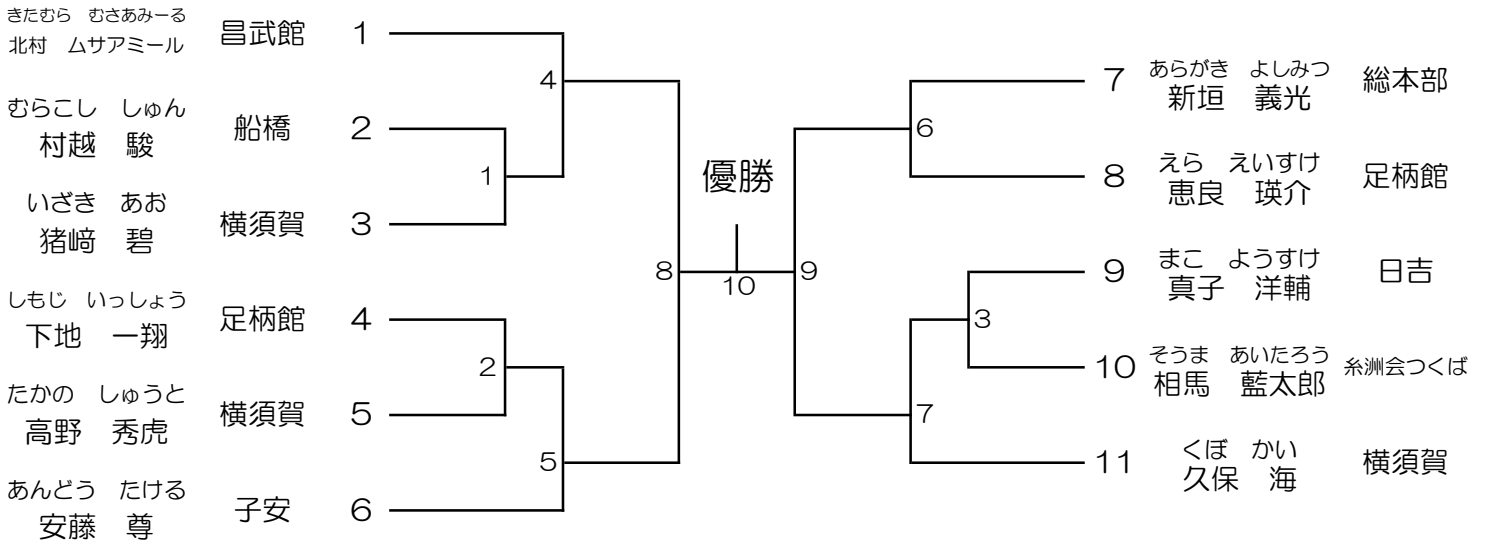 きたむら　むさあみーる
北村　ムサアミール
昌武館
1
むらこし　しゅん
村越　駿
船橋
2
いざき　あお
猪﨑　碧
横須賀
3
しもじ　いっしょう
下地　一翔
足柄館
4
たかの　しゅうと
高野　秀虎
横須賀
5
あんどう　たける
安藤　尊
子安
6
4
1
2
5
8
優勝
10
9
6
3
7
7
あらがき　よしみつ
新垣　義光
総本部
8
えら　えいすけ
恵良　瑛介
足柄館
9
まこ　ようすけ
真子　洋輔
日吉
10
そうま　あいたろう
相馬　藍太郎
糸洲会つくば
11
くぼ　かい
久保　海
横須賀